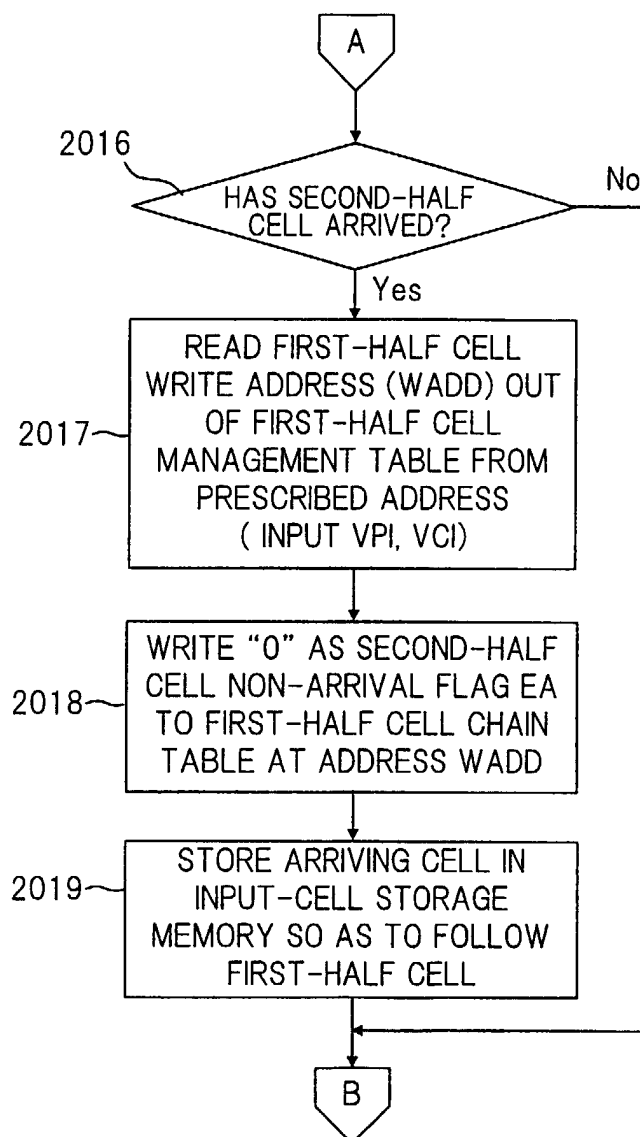 A
2016
HAS SECOND-HALF
CELL ARRIVED?
No
Yes
2017
READ FIRST-HALF CELL
WRITE ADDRESS (WADD) OUT
OF FIRST-HALF CELL
MANAGEMENT TABLE FROM
PRESCRIBED ADDRESS
( INPUT VPI, VCI)
2018
WRITE “0” AS SECOND-HALF
CELL NON-ARRIVAL FLAG EA
TO FIRST-HALF CELL CHAIN
TABLE AT ADDRESS WADD
2019
STORE ARRIVING CELL IN
INPUT-CELL STORAGE
MEMORY SO AS TO FOLLOW
FIRST-HALF CELL
B